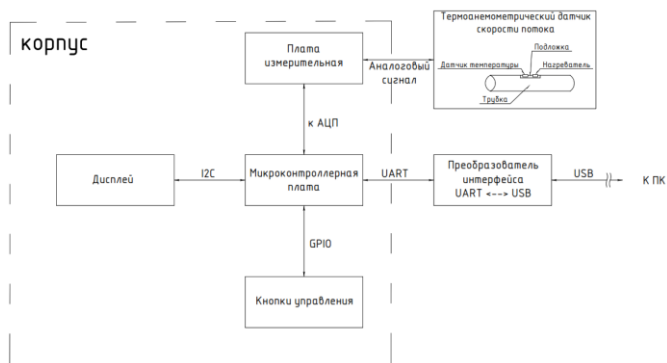 корпус
Плата
измерительная
Аналоговый
сигнал
Термоанемометрический датчик
скорости потока
Подложка
Датчик температуры
Нагреватель
Трубка
к АЦП
Дисплей
I2C
Микроконтроллерная
плата
UART
Преобразователь
интерфейса
UART <--> USB
USB
К ПК
GPIO
Кнопки управления